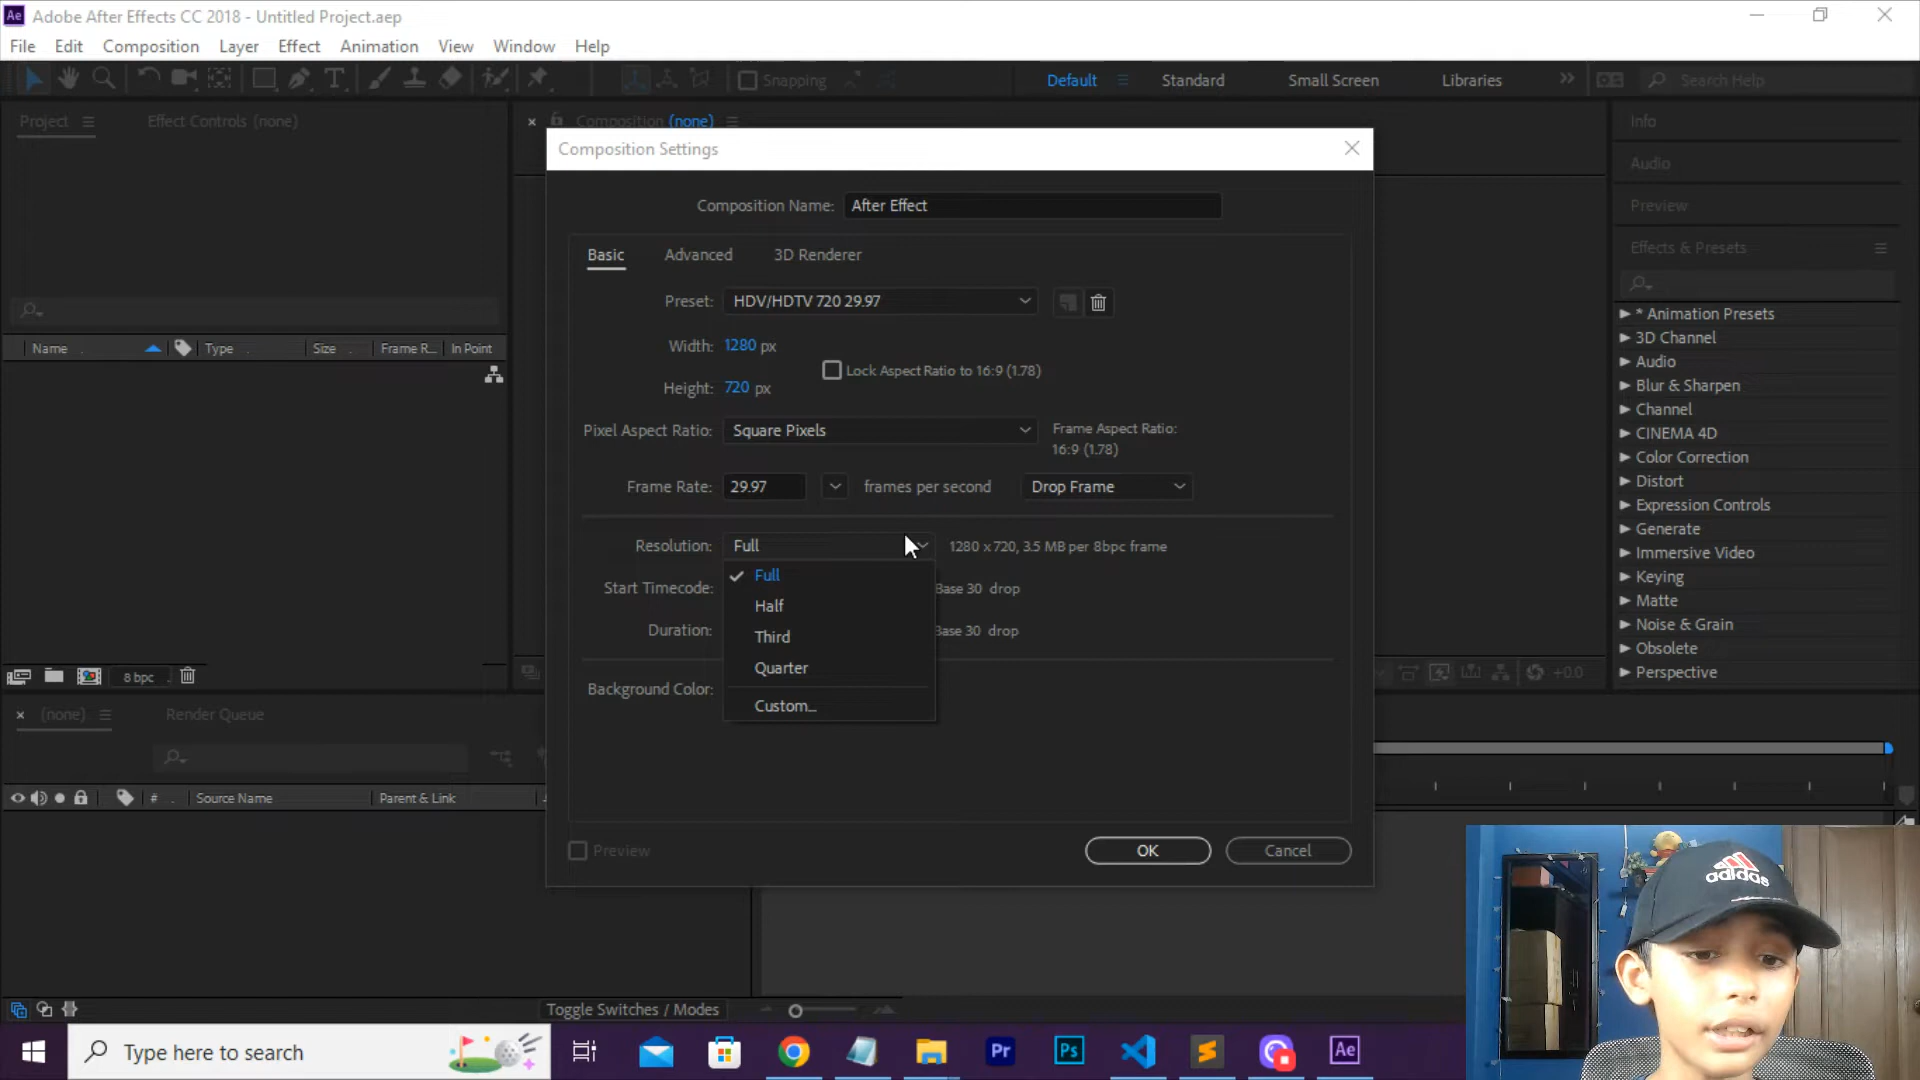 Ae Adobe After Effects CC 2018 - Untitled Project.aep
File Edit Composition Layer Effect Animation View Window Help
Snapping Default Standard Small Screen Libraries Search Help
Project Effect Controls (none) Composition (none) Info
Composition Settings
Audio
Preview
Effects & Presets
Composition Name: After Effect
Basic Advanced 3D Renderer
Preset: HDV/HDTV 720 29.97
Width: 1280 px
Lock Aspect Ratio to 16:9 (1.78)
Height: 720 px
Pixel Aspect Ratio: Square Pixels Frame Aspect Ratio:
16:9 (1.78)
Frame Rate: 29.97 frames per second Drop Frame
Resolution: Full 1280 x 720, 3.5 MB per 8bpc frame
Full
Half
Third
Quarter
Custom...
Start Timecode: Base 30 drop
Duration: Base 30 drop
Background Color:
Preview OK Cancel
Name Type Size Frame R... In Point
8 bpc
* Animation Presets
3D Channel
Audio
Blur & Sharpen
Channel
CINEMA 4D
Color Correction
Distort
Expression Controls
Generate
Immersive Video
Keying
Matte
Noise & Grain
Obsolete
Perspective
+0.0
(none) Render Queue
# Source Name Parent & Link
Toggle Switches / Modes
adidas
Type here to search
Pr Ps Ae